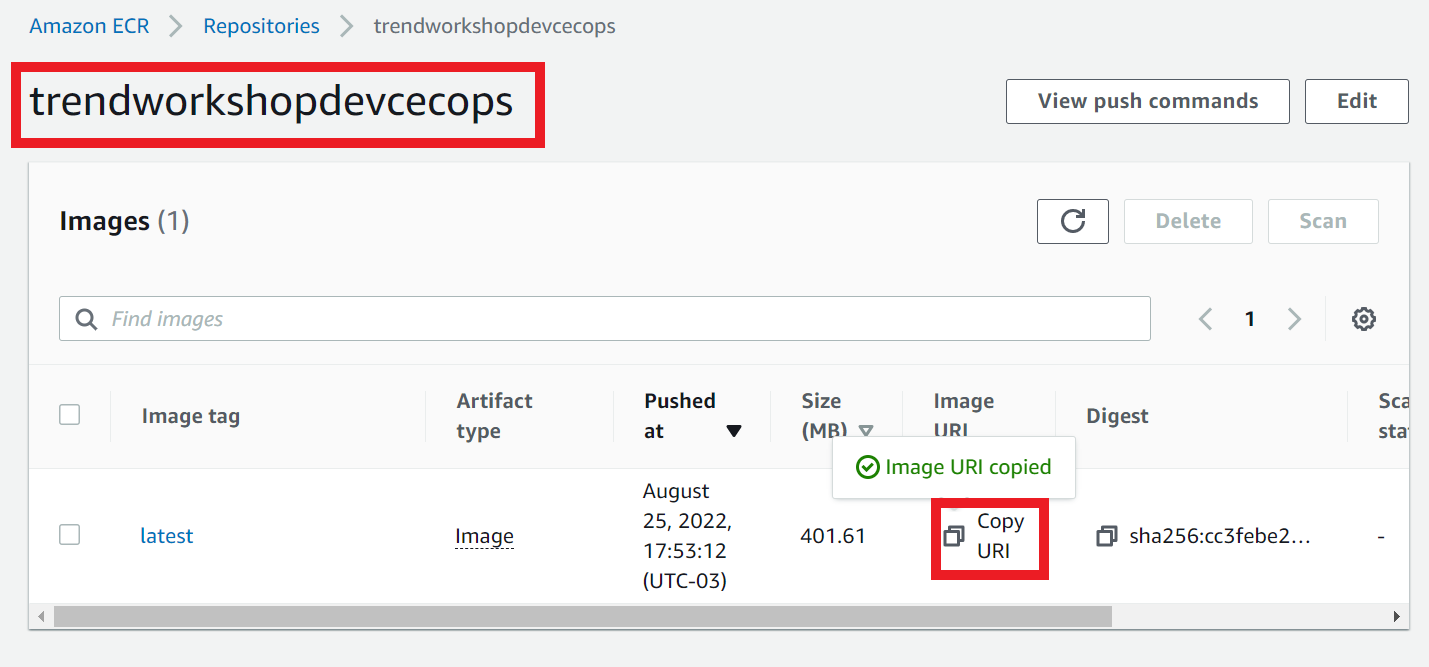 Amazon ECR > Repositories > trendworkshopdevcecops
trendworkshopdevcecops
View push commands
Edit
Images (1)
Delete
Scan
Find images
1
Image tag
Artifact
type
Pushed
at
Size
(MB)
Image
URI
Digest
Image URI copied
latest
Image
August
25, 2022,
17:53:12
(UTC-03)
401.61
Copy
URI
sha256:cc3febe2...
-